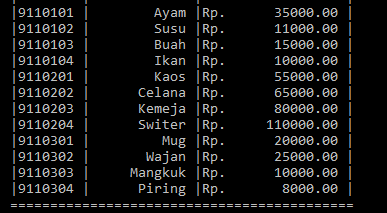 |9110101 |        Ayam |Rp.      35000.00 |
|9110102 |        Susu |Rp.      11000.00 |
|9110103 |        Buah |Rp.      15000.00 |
|9110104 |        Ikan |Rp.      10000.00 |
|9110201 |        Kaos |Rp.      55000.00 |
|9110202 |      Celana |Rp.      65000.00 |
|9110203 |      Kemeja |Rp.      80000.00 |
|9110204 |      Switer |Rp.     110000.00 |
|9110301 |         Mug |Rp.      20000.00 |
|9110302 |       Wajan |Rp.      25000.00 |
|9110303 |     Mangkuk |Rp.      10000.00 |
|9110304 |      Piring |Rp.       8000.00 |
===========================================